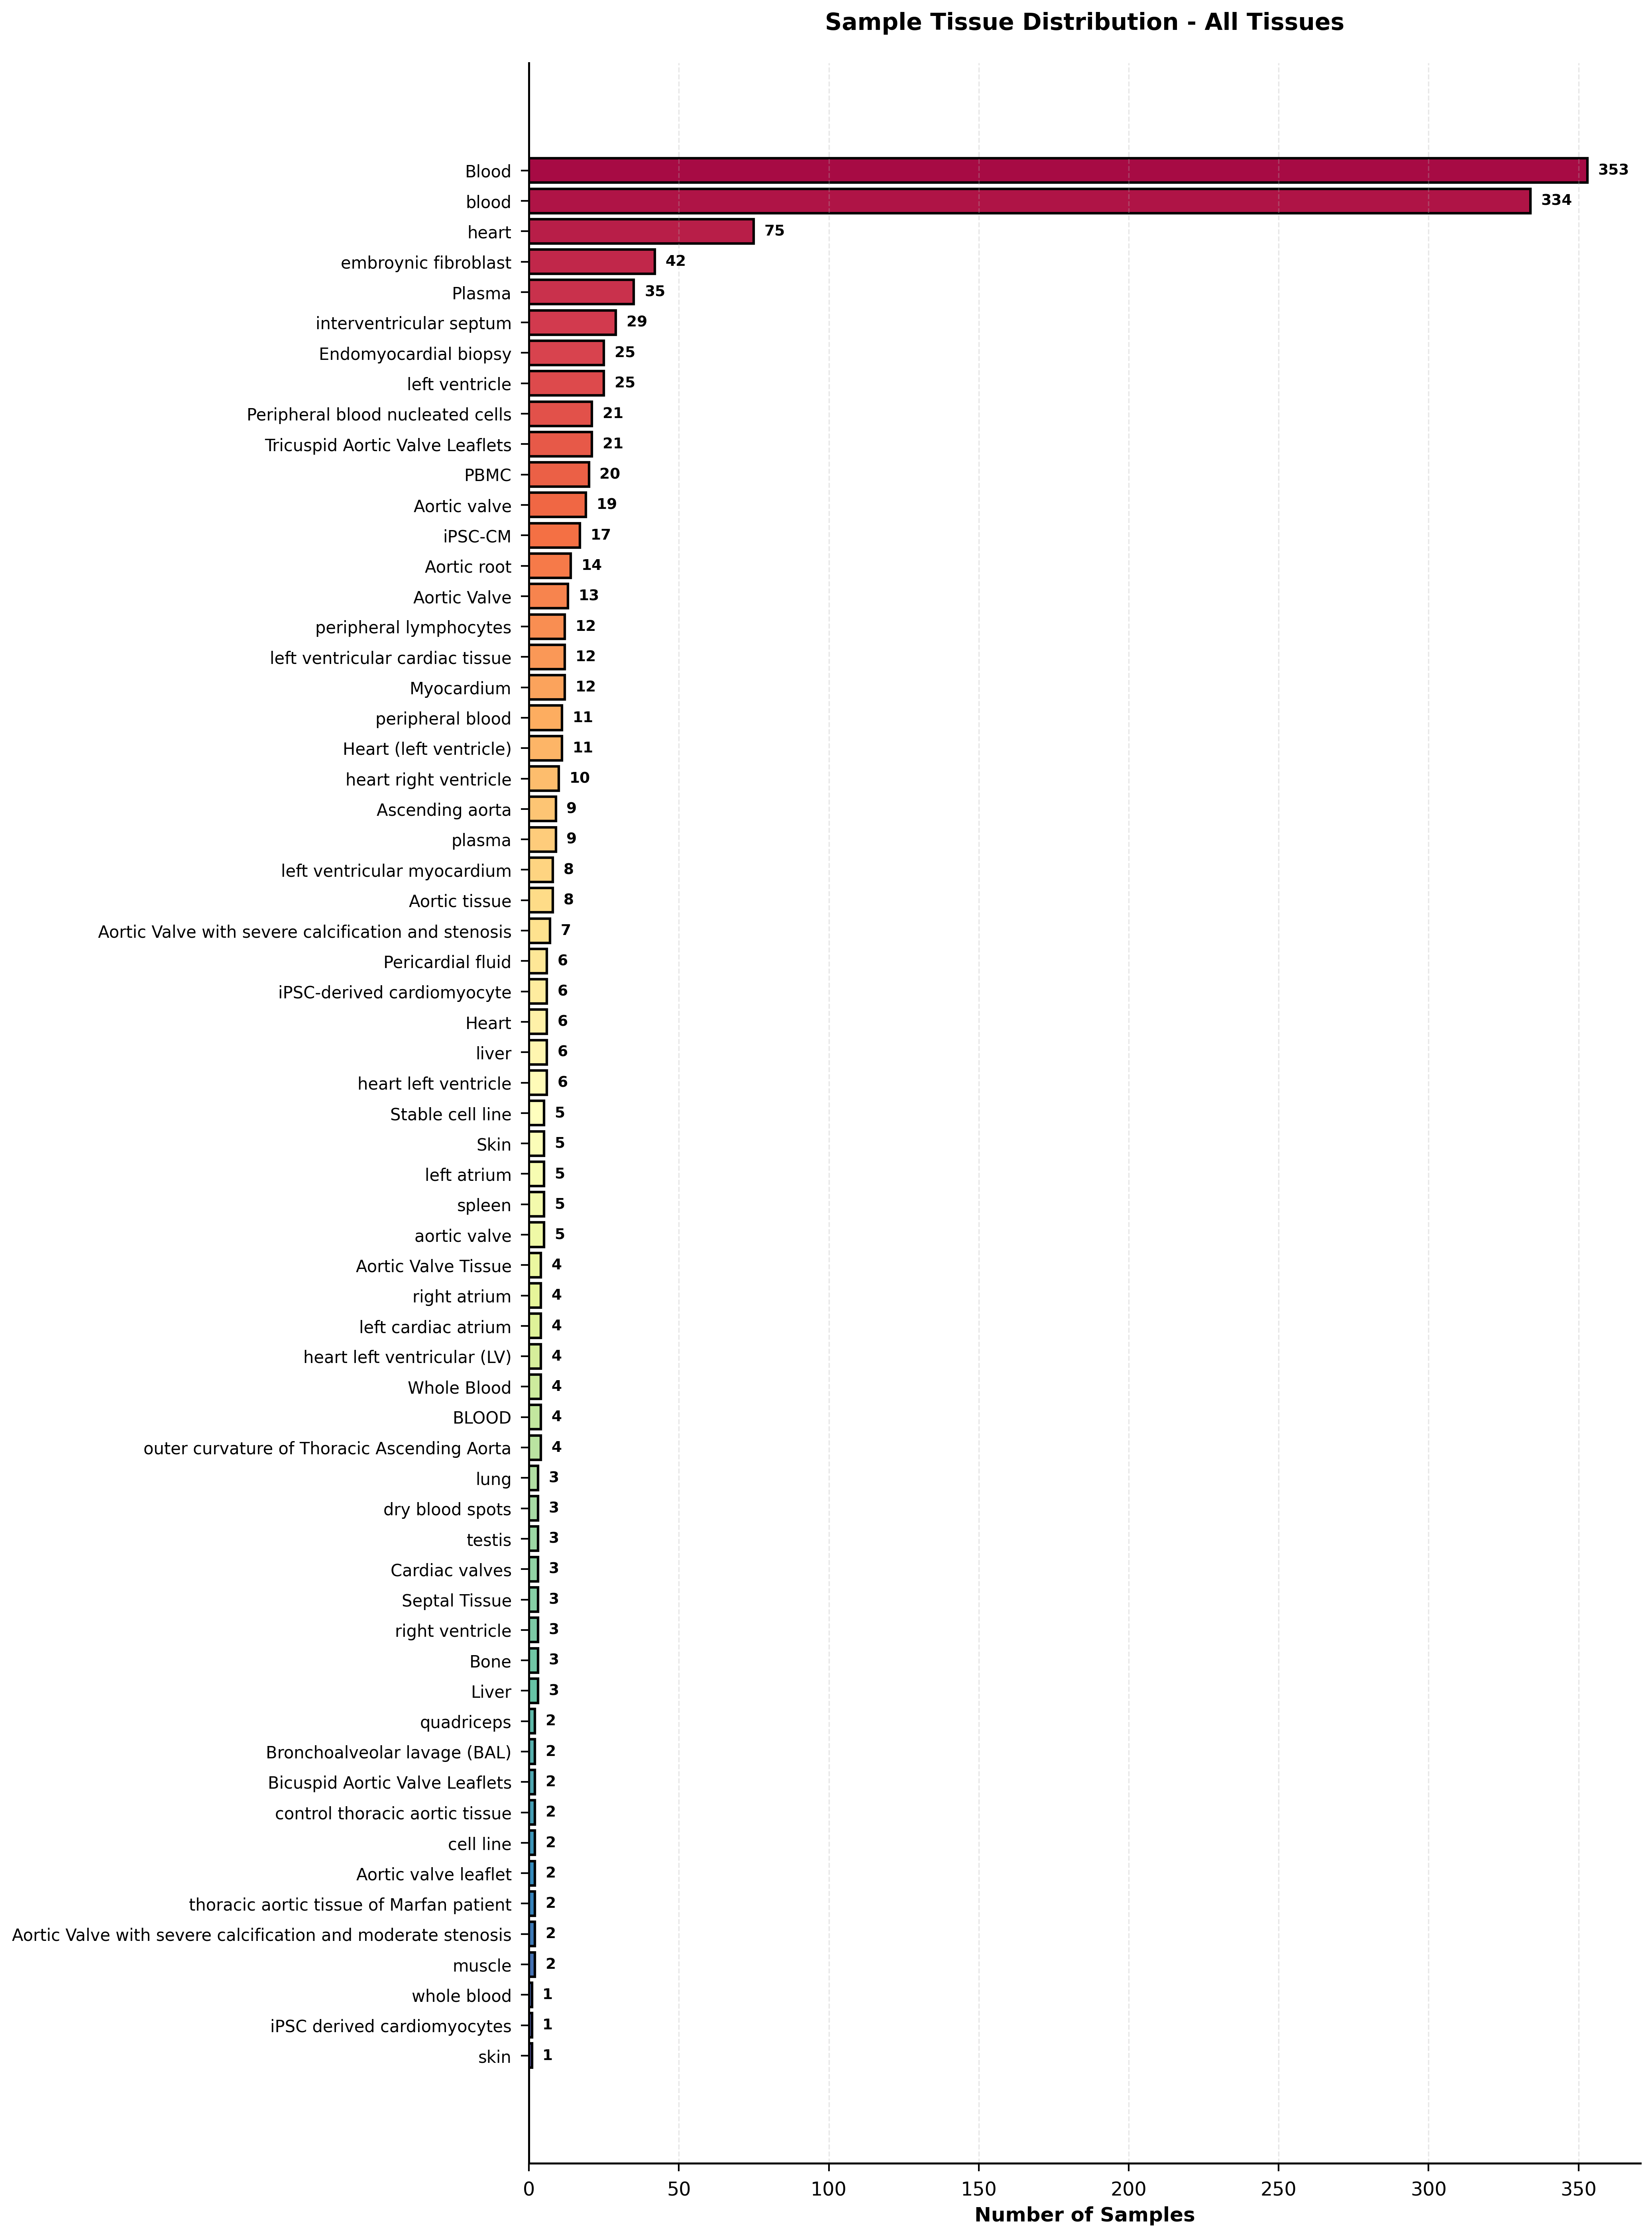 Sample Tissue Distribution - All Tissues
Blood 353
blood 334
heart 75
embroynic fibroblast 42
Plasma 35
interventricular septum 29
Endomyocardial biopsy 25
left ventricle 25
Peripheral blood nucleated cells 21
Tricuspid Aortic Valve Leaflets 21
PBMC 20
Aortic valve 19
iPSC-CM 17
Aortic root 14
Aortic Valve 13
peripheral lymphocytes 12
left ventricular cardiac tissue 12
Myocardium 12
peripheral blood 11
Heart (left ventricle) 11
heart right ventricle 10
Ascending aorta 9
plasma 9
left ventricular myocardium 8
Aortic tissue 8
Aortic Valve with severe calcification and stenosis 7
Pericardial fluid 6
iPSC-derived cardiomyocyte 6
Heart 6
liver 6
heart left ventricle 6
Stable cell line 5
Skin 5
left atrium 5
spleen 5
aortic valve 5
Aortic Valve Tissue 4
right atrium 4
left cardiac atrium 4
heart left ventricular (LV) 4
Whole Blood 4
BLOOD 4
outer curvature of Thoracic Ascending Aorta 4
lung 3
dry blood spots 3
testis 3
Cardiac valves 3
Septal Tissue 3
right ventricle 3
Bone 3
Liver 3
quadriceps 2
Bronchoalveolar lavage (BAL) 2
Bicuspid Aortic Valve Leaflets 2
control thoracic aortic tissue 2
cell line 2
Aortic valve leaflet 2
thoracic aortic tissue of Marfan patient 2
Aortic Valve with severe calcification and moderate stenosis 2
muscle 2
whole blood 1
iPSC derived cardiomyocytes 1
skin 1
0 50 100 150 200 250 300 350
Number of Samples